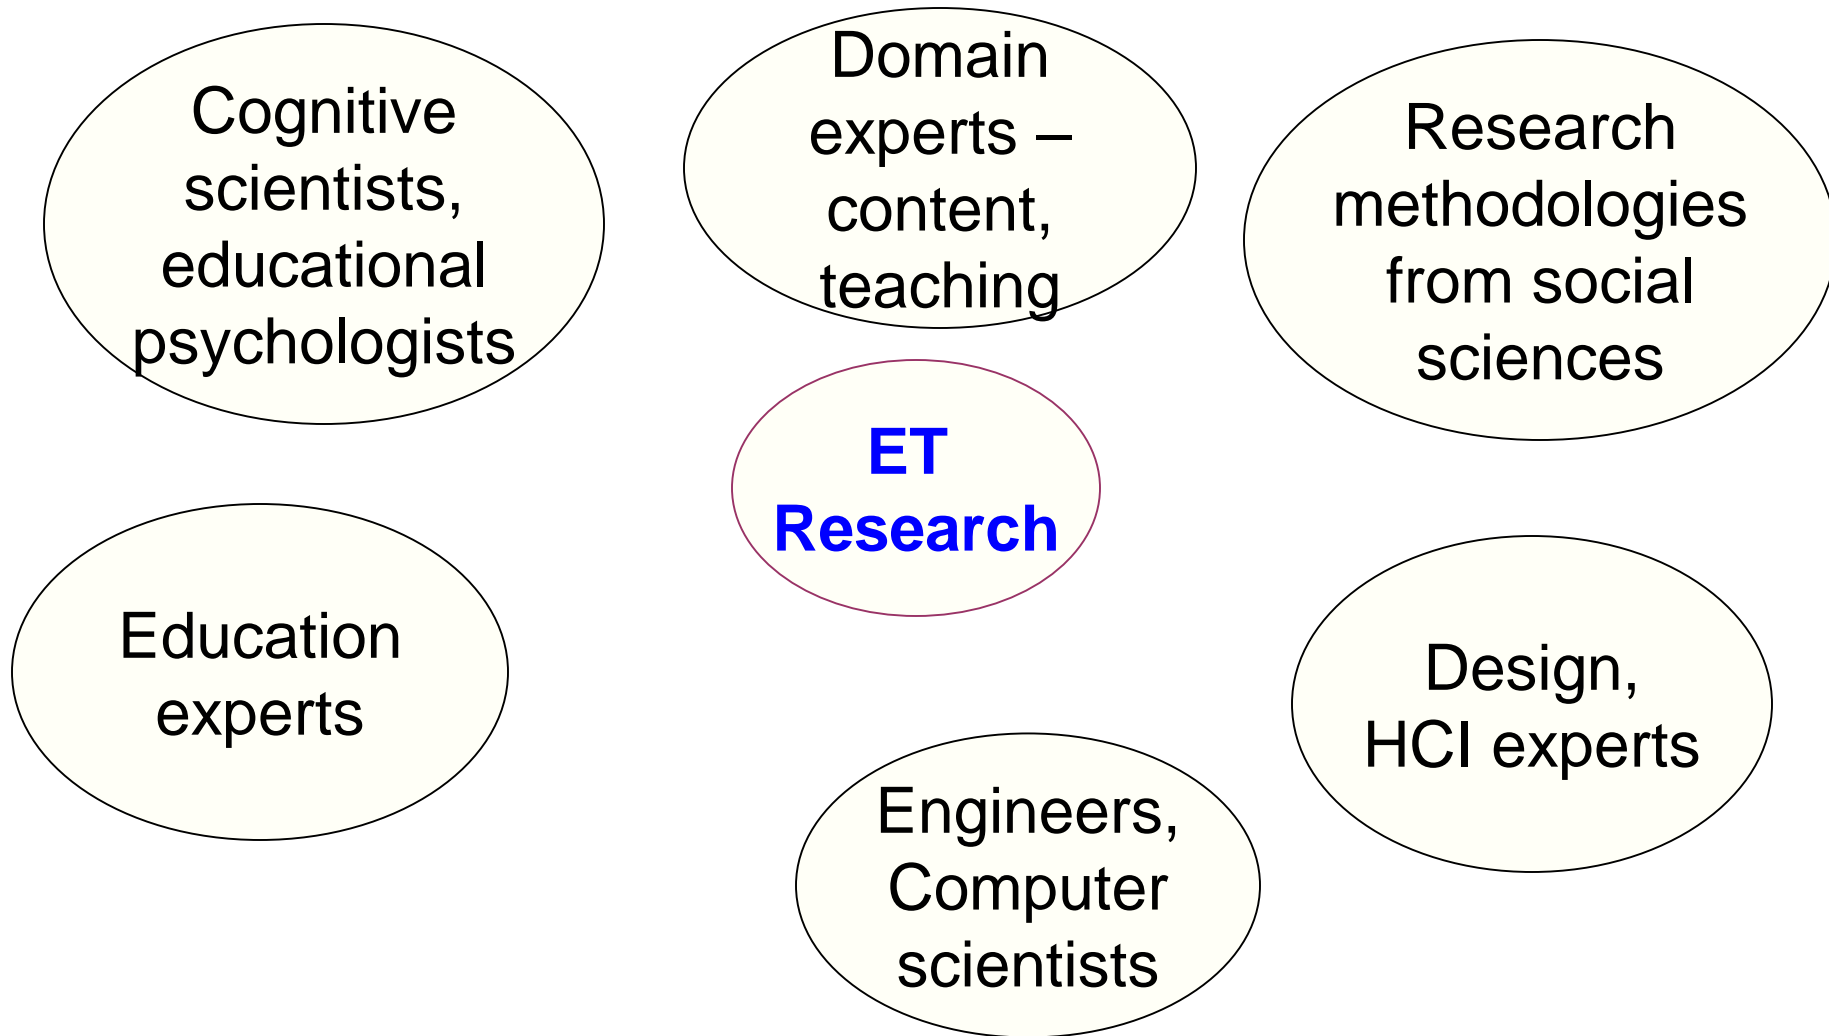 Cognitive
scientists,
educational
psychologists
Domain
experts –
content,
teaching
Research
methodologies
from social
sciences
ET
Research
Education
experts
Design,
HCI experts
Engineers,
Computer
scientists